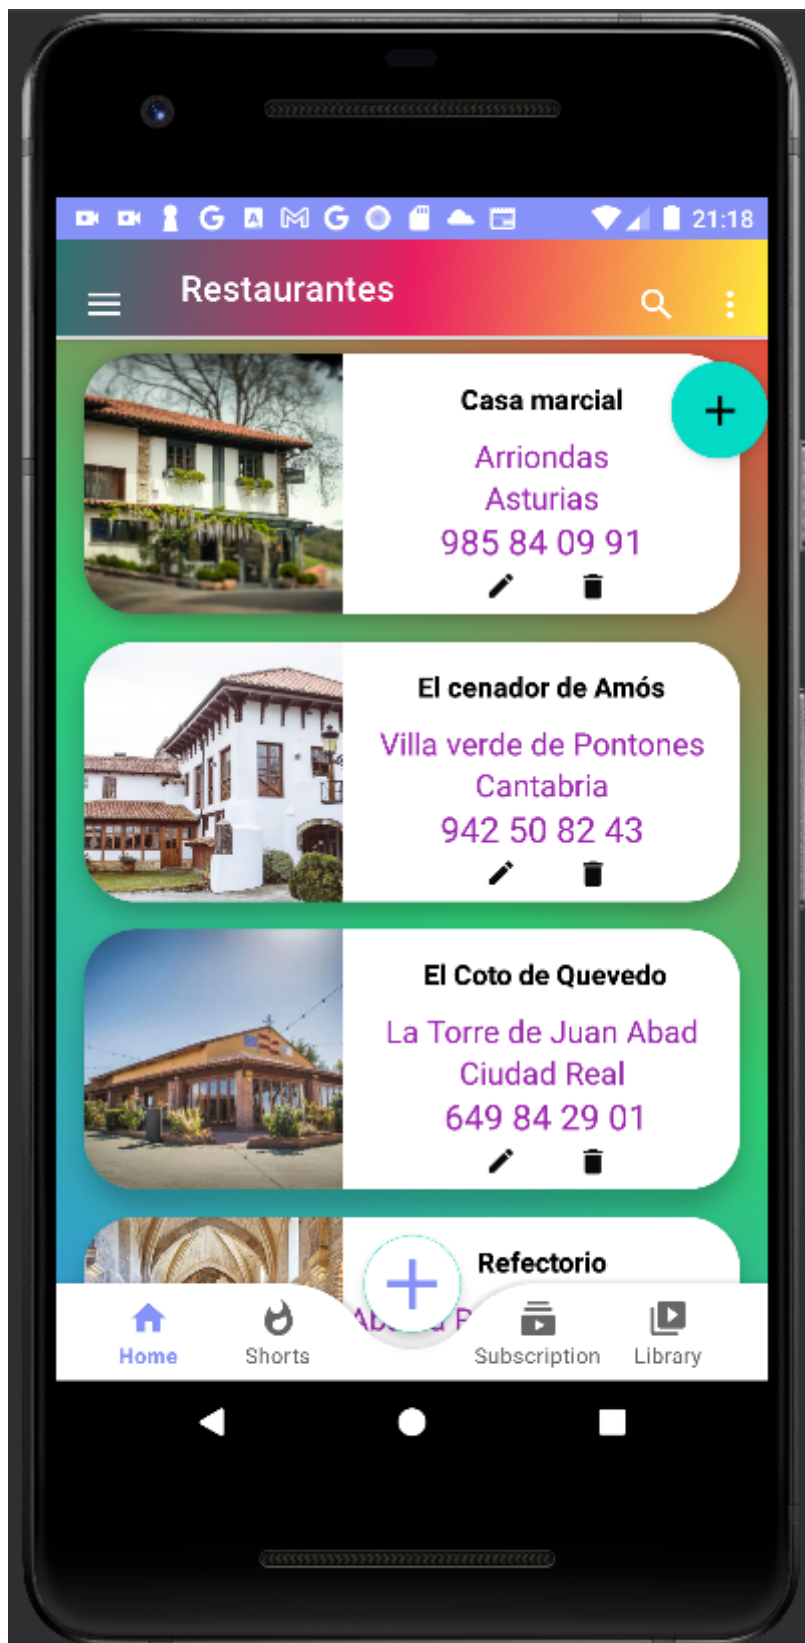 21:18
Restaurantes
Casa marcial
Arriondas
Asturias
985 84 09 91
El cenador de Amós
Villa verde de Pontones
Cantabria
942 50 82 43
El Coto de Quevedo
La Torre de Juan Abad
Ciudad Real
649 84 29 01
Refectorio
Home
Shorts
Subscription
Library